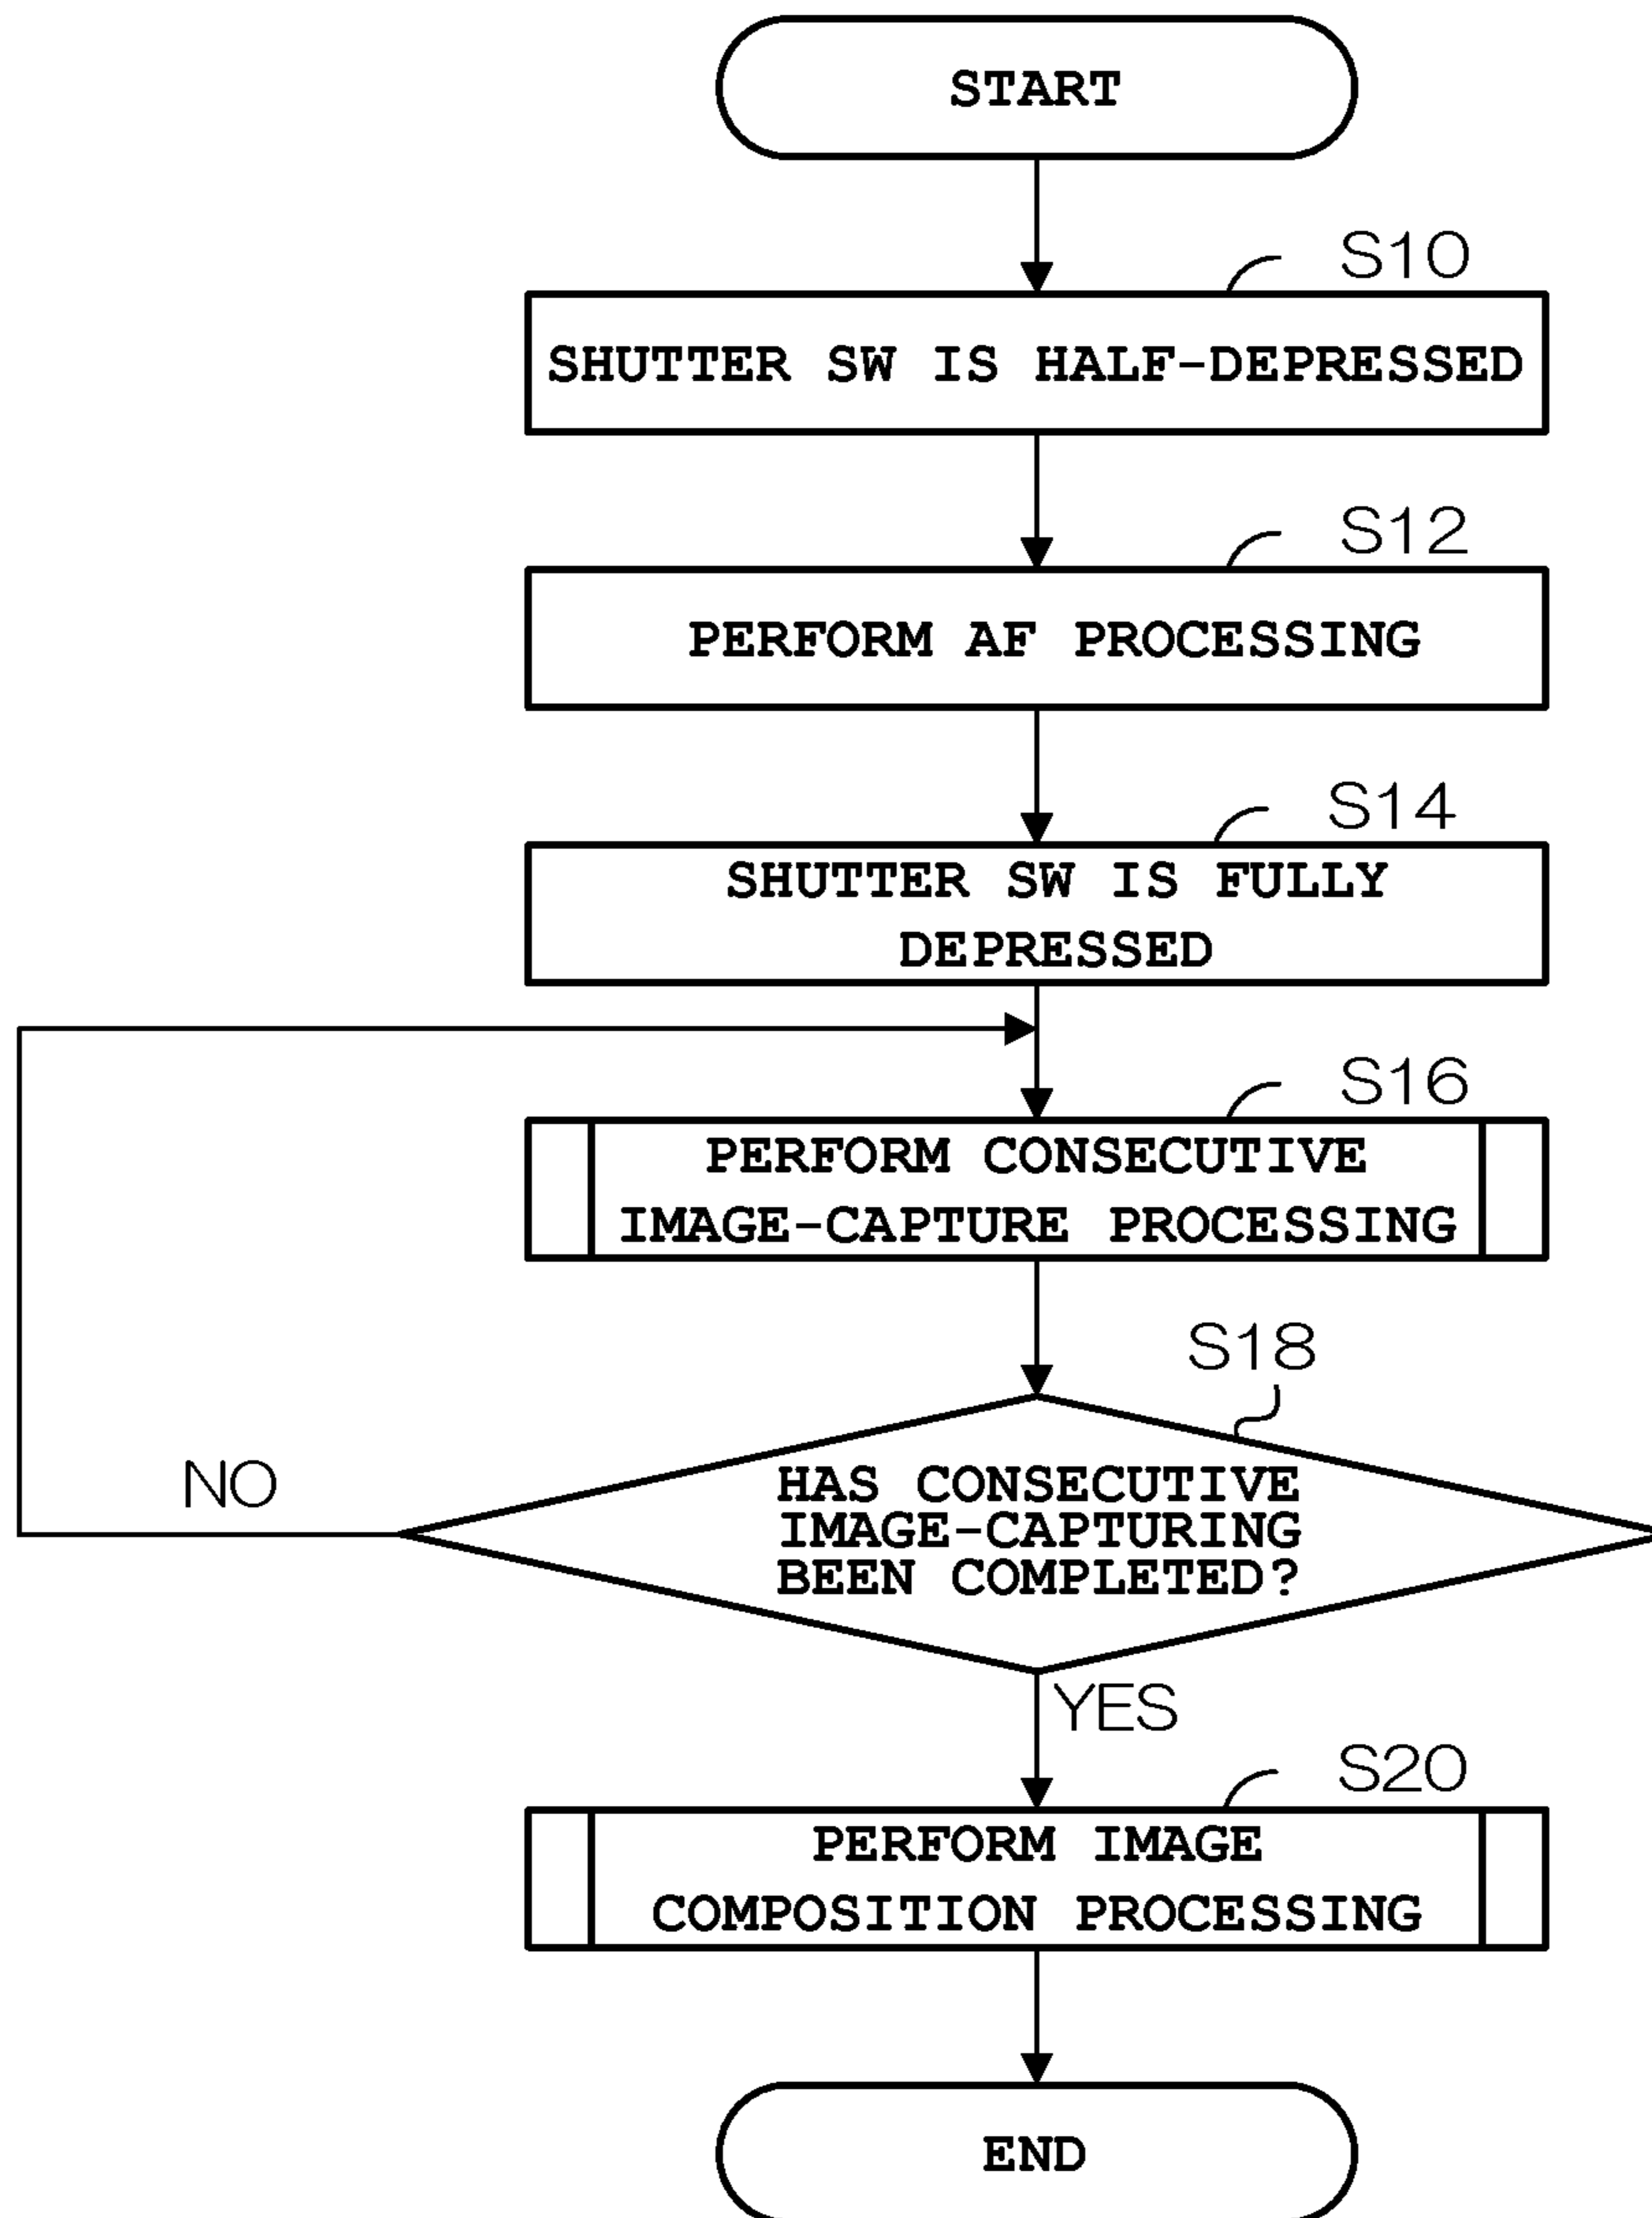 START
S10
SHUTTER SW IS HALF-DEPRESSED
S12
PERFORM AF PROCESSING
S14
SHUTTER SW IS FULLY
DEPRESSED
S16
PERFORM CONSECUTIVE
IMAGE-CAPTURE PROCESSING
S18
NO
HAS CONSECUTIVE
IMAGE-CAPTURING
BEEN COMPLETED?
YES
S20
PERFORM IMAGE
COMPOSITION PROCESSING
END